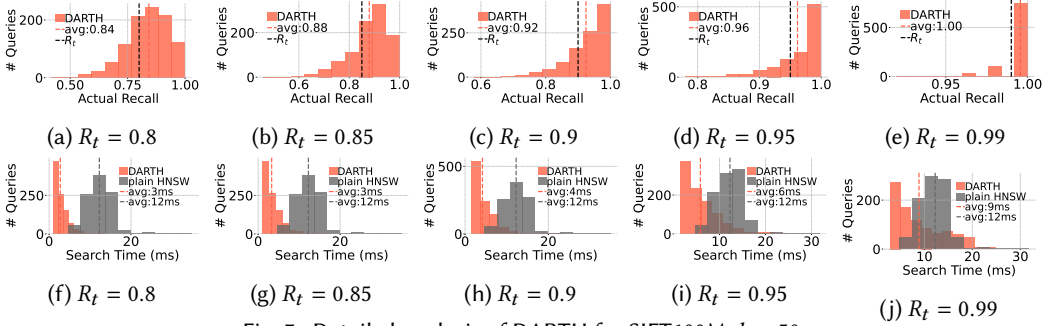 # Queries
200
0
0.50
0.75
1.00
Actual Recall
DARTH
avg:0.84
Rt
(a) Rt = 0.8
# Queries
200
0
0.6
0.8
1.0
Actual Recall
DARTH
avg:0.88
Rt
(b) Rt = 0.85
# Queries
250
0
0.6
0.8
1.0
Actual Recall
DARTH
avg:0.92
Rt
(c) Rt = 0.9
# Queries
500
0
0.8
0.9
1.0
Actual Recall
DARTH
avg:0.96
Rt
(d) Rt = 0.95
# Queries
750
500
0
0.95
1.00
Actual Recall
DARTH
avg:1.00
Rt
(e) Rt = 0.99
# Queries
250
0
0
20
Search Time (ms)
DARTH
plain HNSW
avg:3ms
avg:12ms
(f) Rt = 0.8
# Queries
250
0
0
20
Search Time (ms)
DARTH
plain HNSW
avg:3ms
avg:12ms
(g) Rt = 0.85
# Queries
500
250
0
0
20
Search Time (ms)
DARTH
plain HNSW
avg:4ms
avg:12ms
(h) Rt = 0.9
# Queries
200
0
10
20
30
Search Time (ms)
DARTH
plain HNSW
avg:6ms
avg:12ms
(i) Rt = 0.95
# Queries
200
0
10
20
30
Search Time (ms)
DARTH
plain HNSW
avg:9ms
avg:12ms
(j) Rt = 0.99